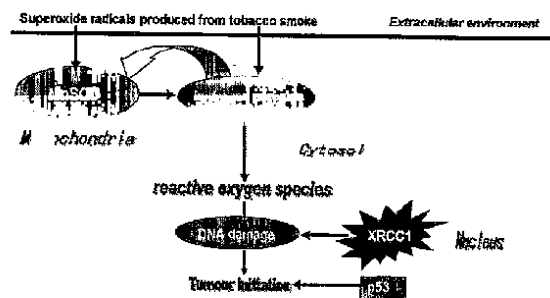 Superoxide radicals produced from tobacco smoke
Extracellular environment
Cytosol
reactive oxygen species
DNA damage
XRCC1
Nucleus
Tumour Initiation
p53